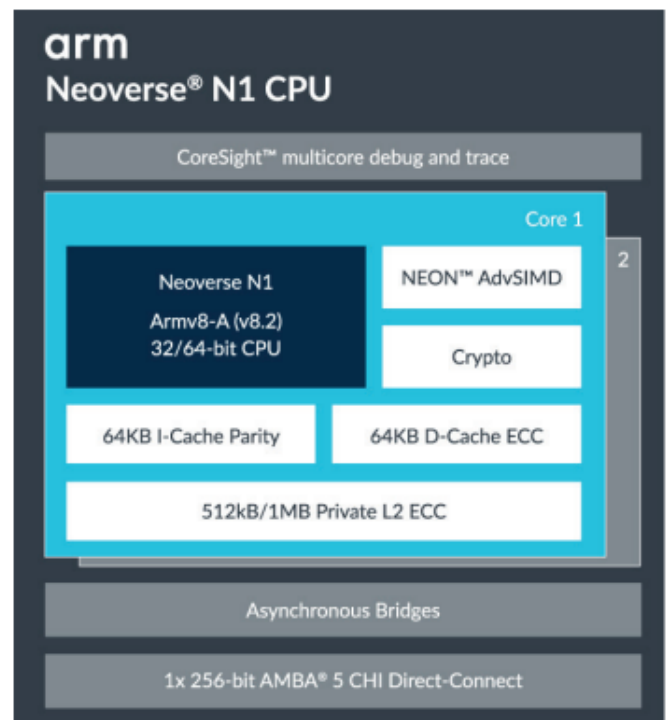 arm
Neoverse® N1 CPU
CoreSight™ multicore debug and trace
Core 1
2
Neoverse N1
Armv8-A (v8.2)
32/64-bit CPU
NEON™ AdvSIMD
Crypto
64KB I-Cache Parity
64KB D-Cache ECC
512kB/1MB Private L2 ECC
Asynchronous Bridges
1x 256-bit AMBA® 5 CHI Direct-Connect